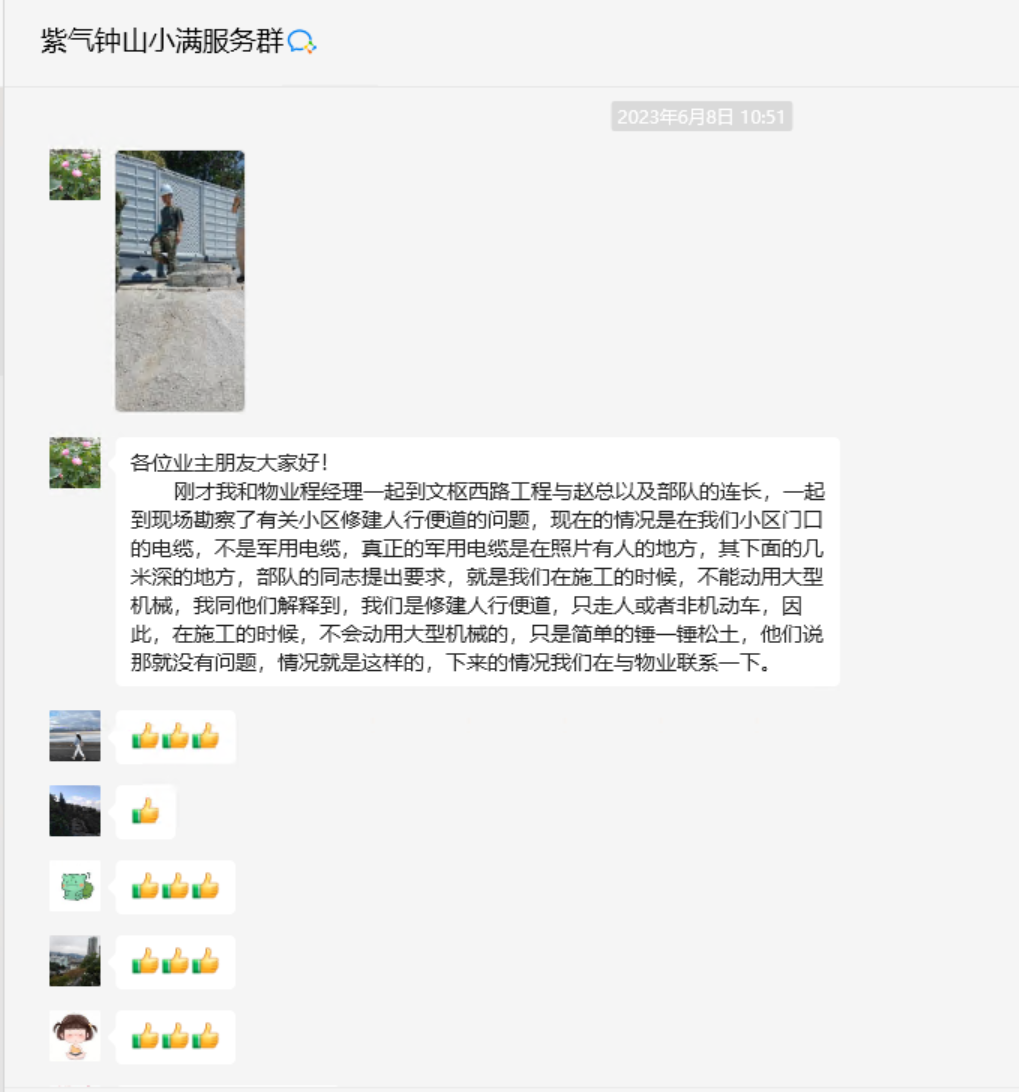 紫气钟山小满服务群
2023年6月8日 10:51
各位业主朋友大家好！
刚才我和物业程经理一起到文枢西路工程与赵总以及部队的连长，一起
到现场勘察了有关小区修建人行便道的问题，现在的情况是在我们小区门口
的电缆，不是军用电缆，真正的军用电缆是在照片有人的地方，其下面的几
米深的地方，部队的同志提出要求，就是我们在施工的时候，不能动用大型
机械，我同他们解释到，我们是修建人行便道，只走人或者非机动车，因
此，在施工的时候，不会动用大型机械的，只是简单的锤一锤松土，他们说
那就没有问题，情况就是这样的，下来的情况我们在与物业联系一下。